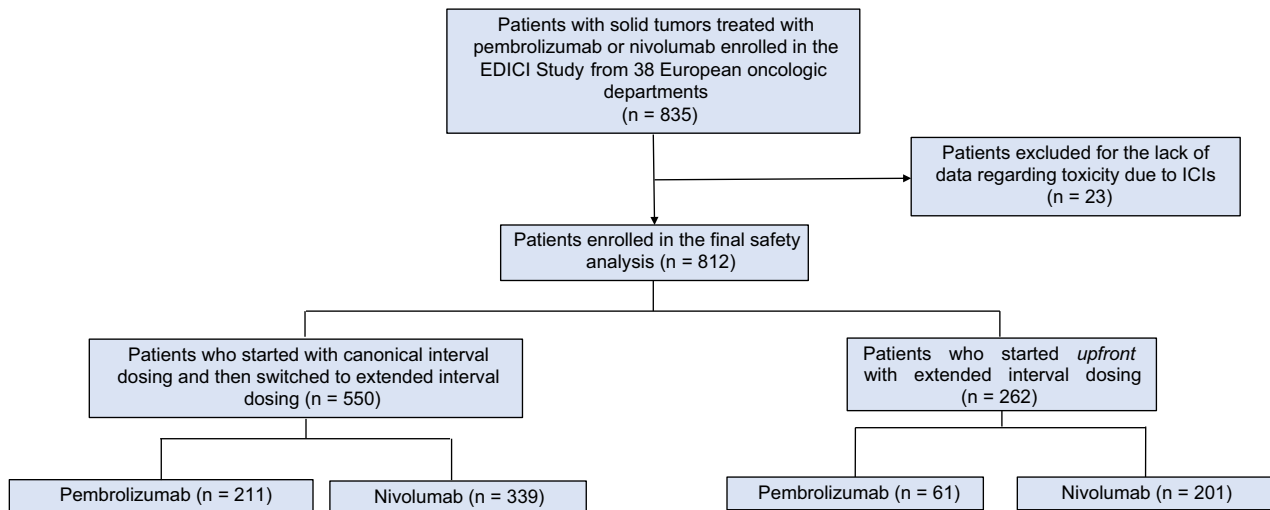 Patients with solid tumors treated with
pembrolizumab or nivolumab enrolled in the
EDICI Study from 38 European oncologic
departments
(n = 835)
Patients excluded for the lack of
data regarding toxicity due to ICIs
(n = 23)
Patients enrolled in the final safety
analysis (n = 812)
Patients who started with canonical interval
dosing and then switched to extended interval
dosing (n = 550)
Patients who started upfront
with extended interval dosing
(n = 262)
Pembrolizumab (n = 211)
Nivolumab (n = 339)
Pembrolizumab (n = 61)
Nivolumab (n = 201)